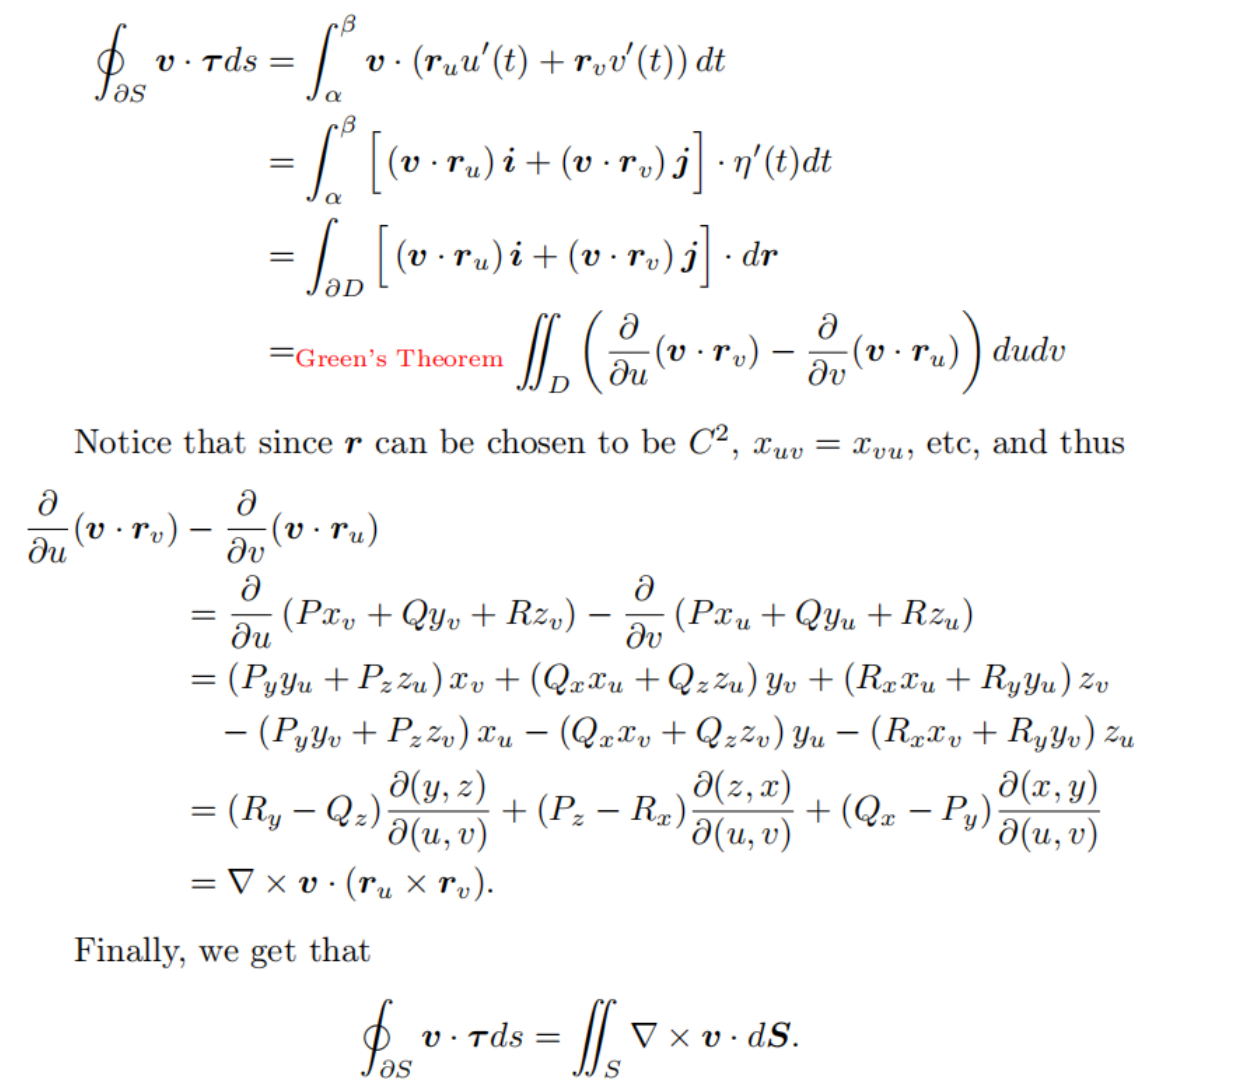 ∮_{∂S} v · τ ds = ∫_α^β v · (r_u u′(t) + r_v v′(t)) dt
= ∫_α^β [(v · r_u) i + (v · r_v) j] · η′(t)dt
= ∫_{∂D} [(v · r_u) i + (v · r_v) j] · dr
=_{Green's Theorem} ∬_D (∂/∂u (v · r_v) − ∂/∂v (v · r_u)) dudv
Notice that since r can be chosen to be C², x_{uv} = x_{vu}, etc, and thus
∂/∂u (v · r_v) − ∂/∂v (v · r_u)
= ∂/∂u (Px_v + Qy_v + Rz_v) − ∂/∂v (Px_u + Qy_u + Rz_u)
= (P_y y_u + P_z z_u) x_v + (Q_x x_u + Q_z z_u) y_v + (R_x x_u + R_y y_u) z_v
− (P_y y_v + P_z z_v) x_u − (Q_x x_v + Q_z z_v) y_u − (R_x x_v + R_y y_v) z_u
= (R_y − Q_z) ∂(y, z)/∂(u, v) + (P_z − R_x) ∂(z, x)/∂(u, v) + (Q_x − P_y) ∂(x, y)/∂(u, v)
= ∇ × v · (r_u × r_v).
Finally, we get that
∮_{∂S} v · τ ds = ∬_S ∇ × v · dS.